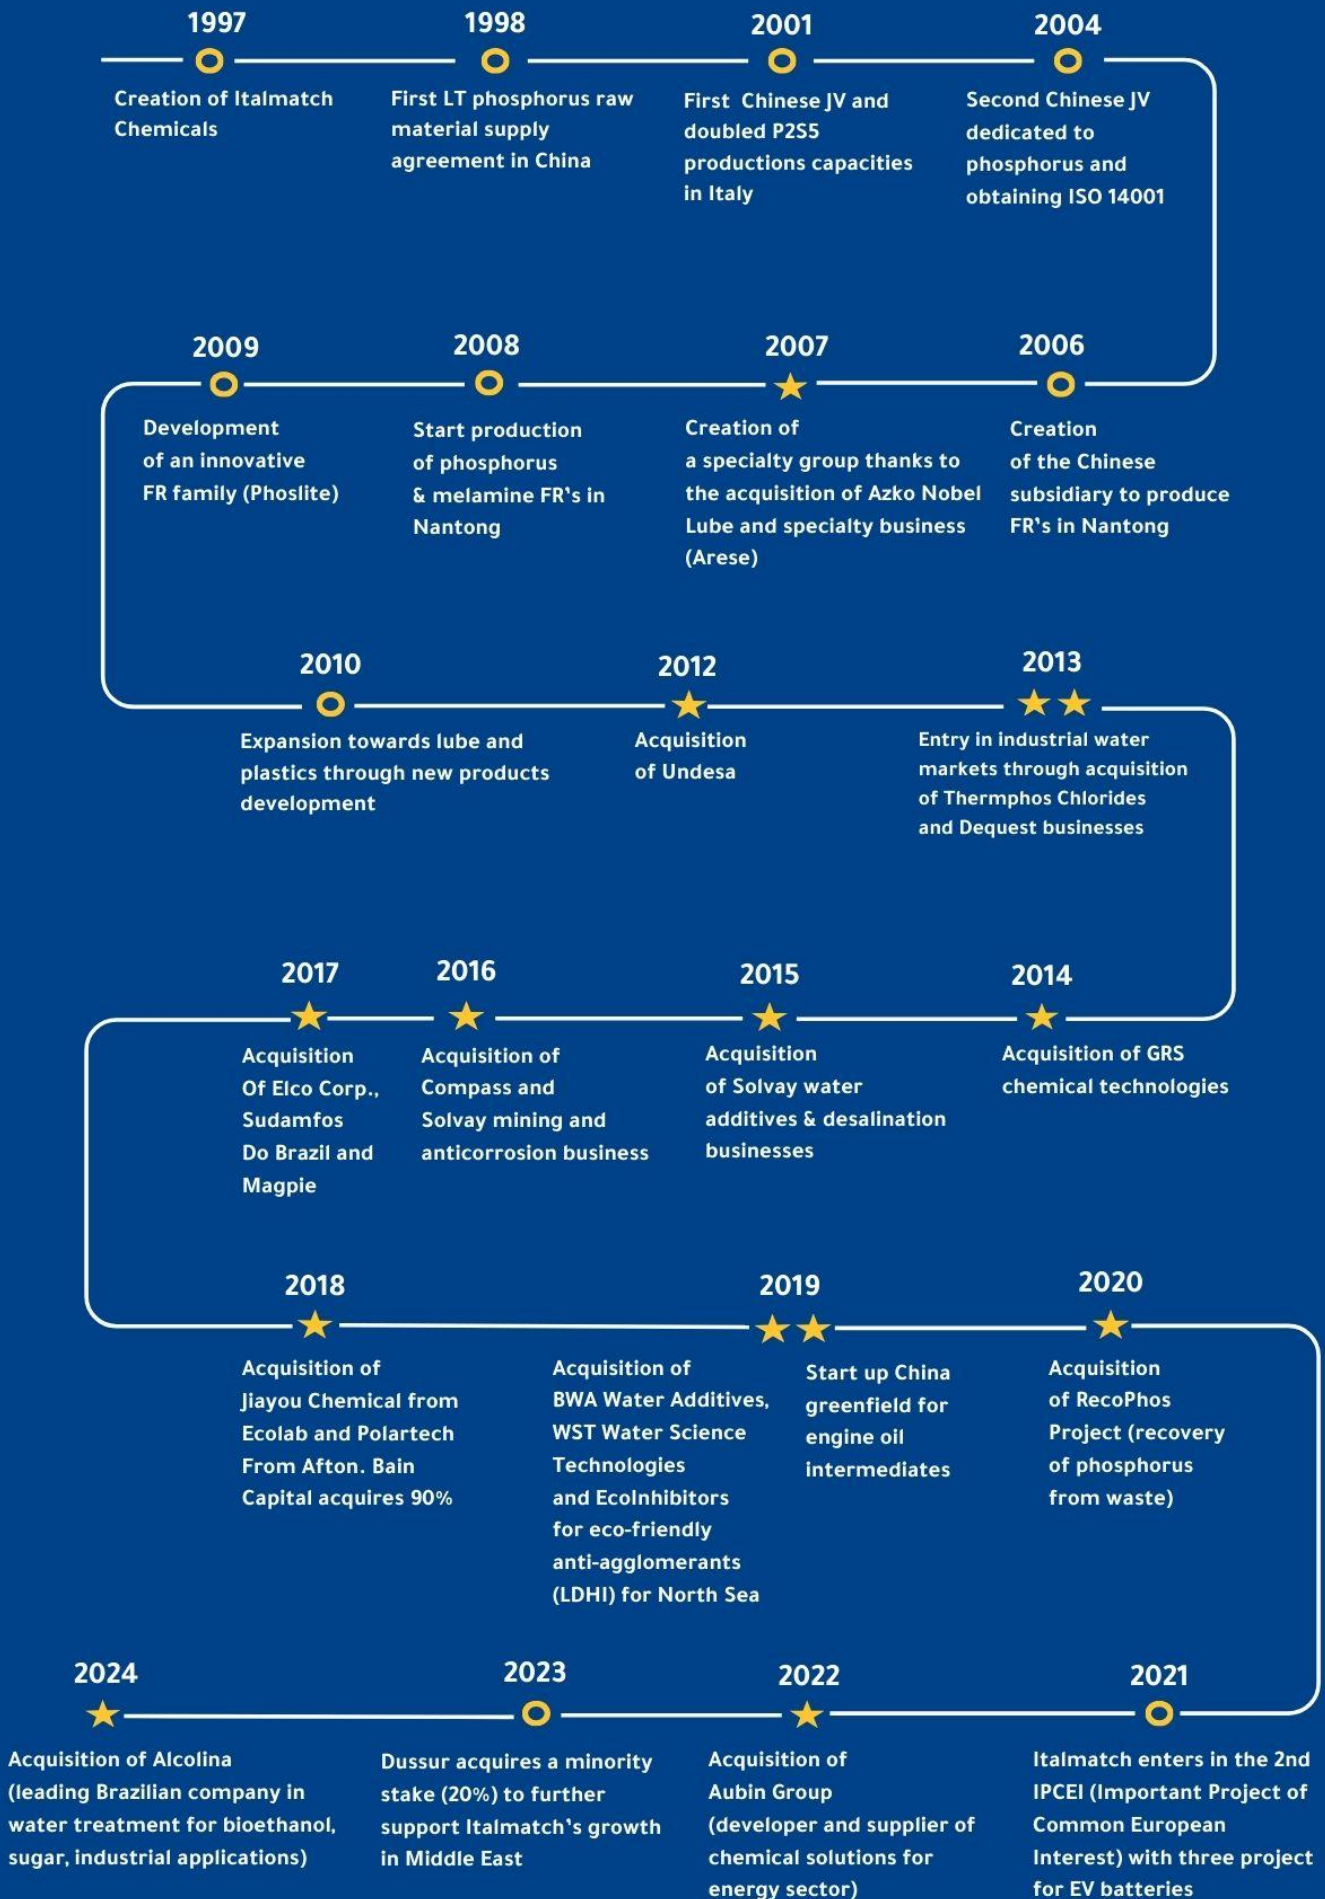 1997
Creation of Italmatch
Chemicals
1998
First LT phosphorus raw
material supply
agreement in China
2001
First Chinese JV and
doubled P2S5
productions capacities
in Italy
2004
Second Chinese JV
dedicated to
phosphorus and
obtaining ISO 14001
2006
Creation
of the Chinese
subsidiary to produce
FR's in Nantong
2007
Creation of
a specialty group thanks to
the acquisition of Azko Nobel
Lube and specialty business
(Arese)
2008
Start production
of phosphorus
& melamine FR's in
Nantong
2009
Development
of an innovative
FR family (Phoslite)
2010
Expansion towards lube and
plastics through new products
development
2012
Acquisition
of Undesa
2013
Entry in industrial water
markets through acquisition
of Thermphos Chlorides
and Dequest businesses
2014
Acquisition of GRS
chemical technologies
2015
Acquisition
of Solvay water
additives & desalination
businesses
2016
Acquisition of
Compass and
Solvay mining and
anticorrosion business
2017
Acquisition
Of Elco Corp.,
Sudamfos
Do Brazil and
Magpie
2018
Acquisition of
Jiayou Chemical from
Ecolab and Polartech
From Afton. Bain
Capital acquires 90%
2019
Acquisition of
BWA Water Additives,
WST Water Science
Technologies
and EcoInhibitors
for eco-friendly
anti-agglomerants
(LDHI) for North Sea
Start up China
greenfield for
engine oil
intermediates
2020
Acquisition
of RecoPhos
Project (recovery
of phosphorus
from waste)
2021
Italmatch enters in the 2nd
IPCEI (Important Project of
Common European
Interest) with three project
for EV batteries
2022
Acquisition of
Aubin Group
(developer and supplier of
chemical solutions for
energy sector)
2023
Dussur acquires a minority
stake (20%) to further
support Italmatch's growth
in Middle East
2024
Acquisition of Alcolina
(leading Brazilian company in
water treatment for bioethanol,
sugar, industrial applications)